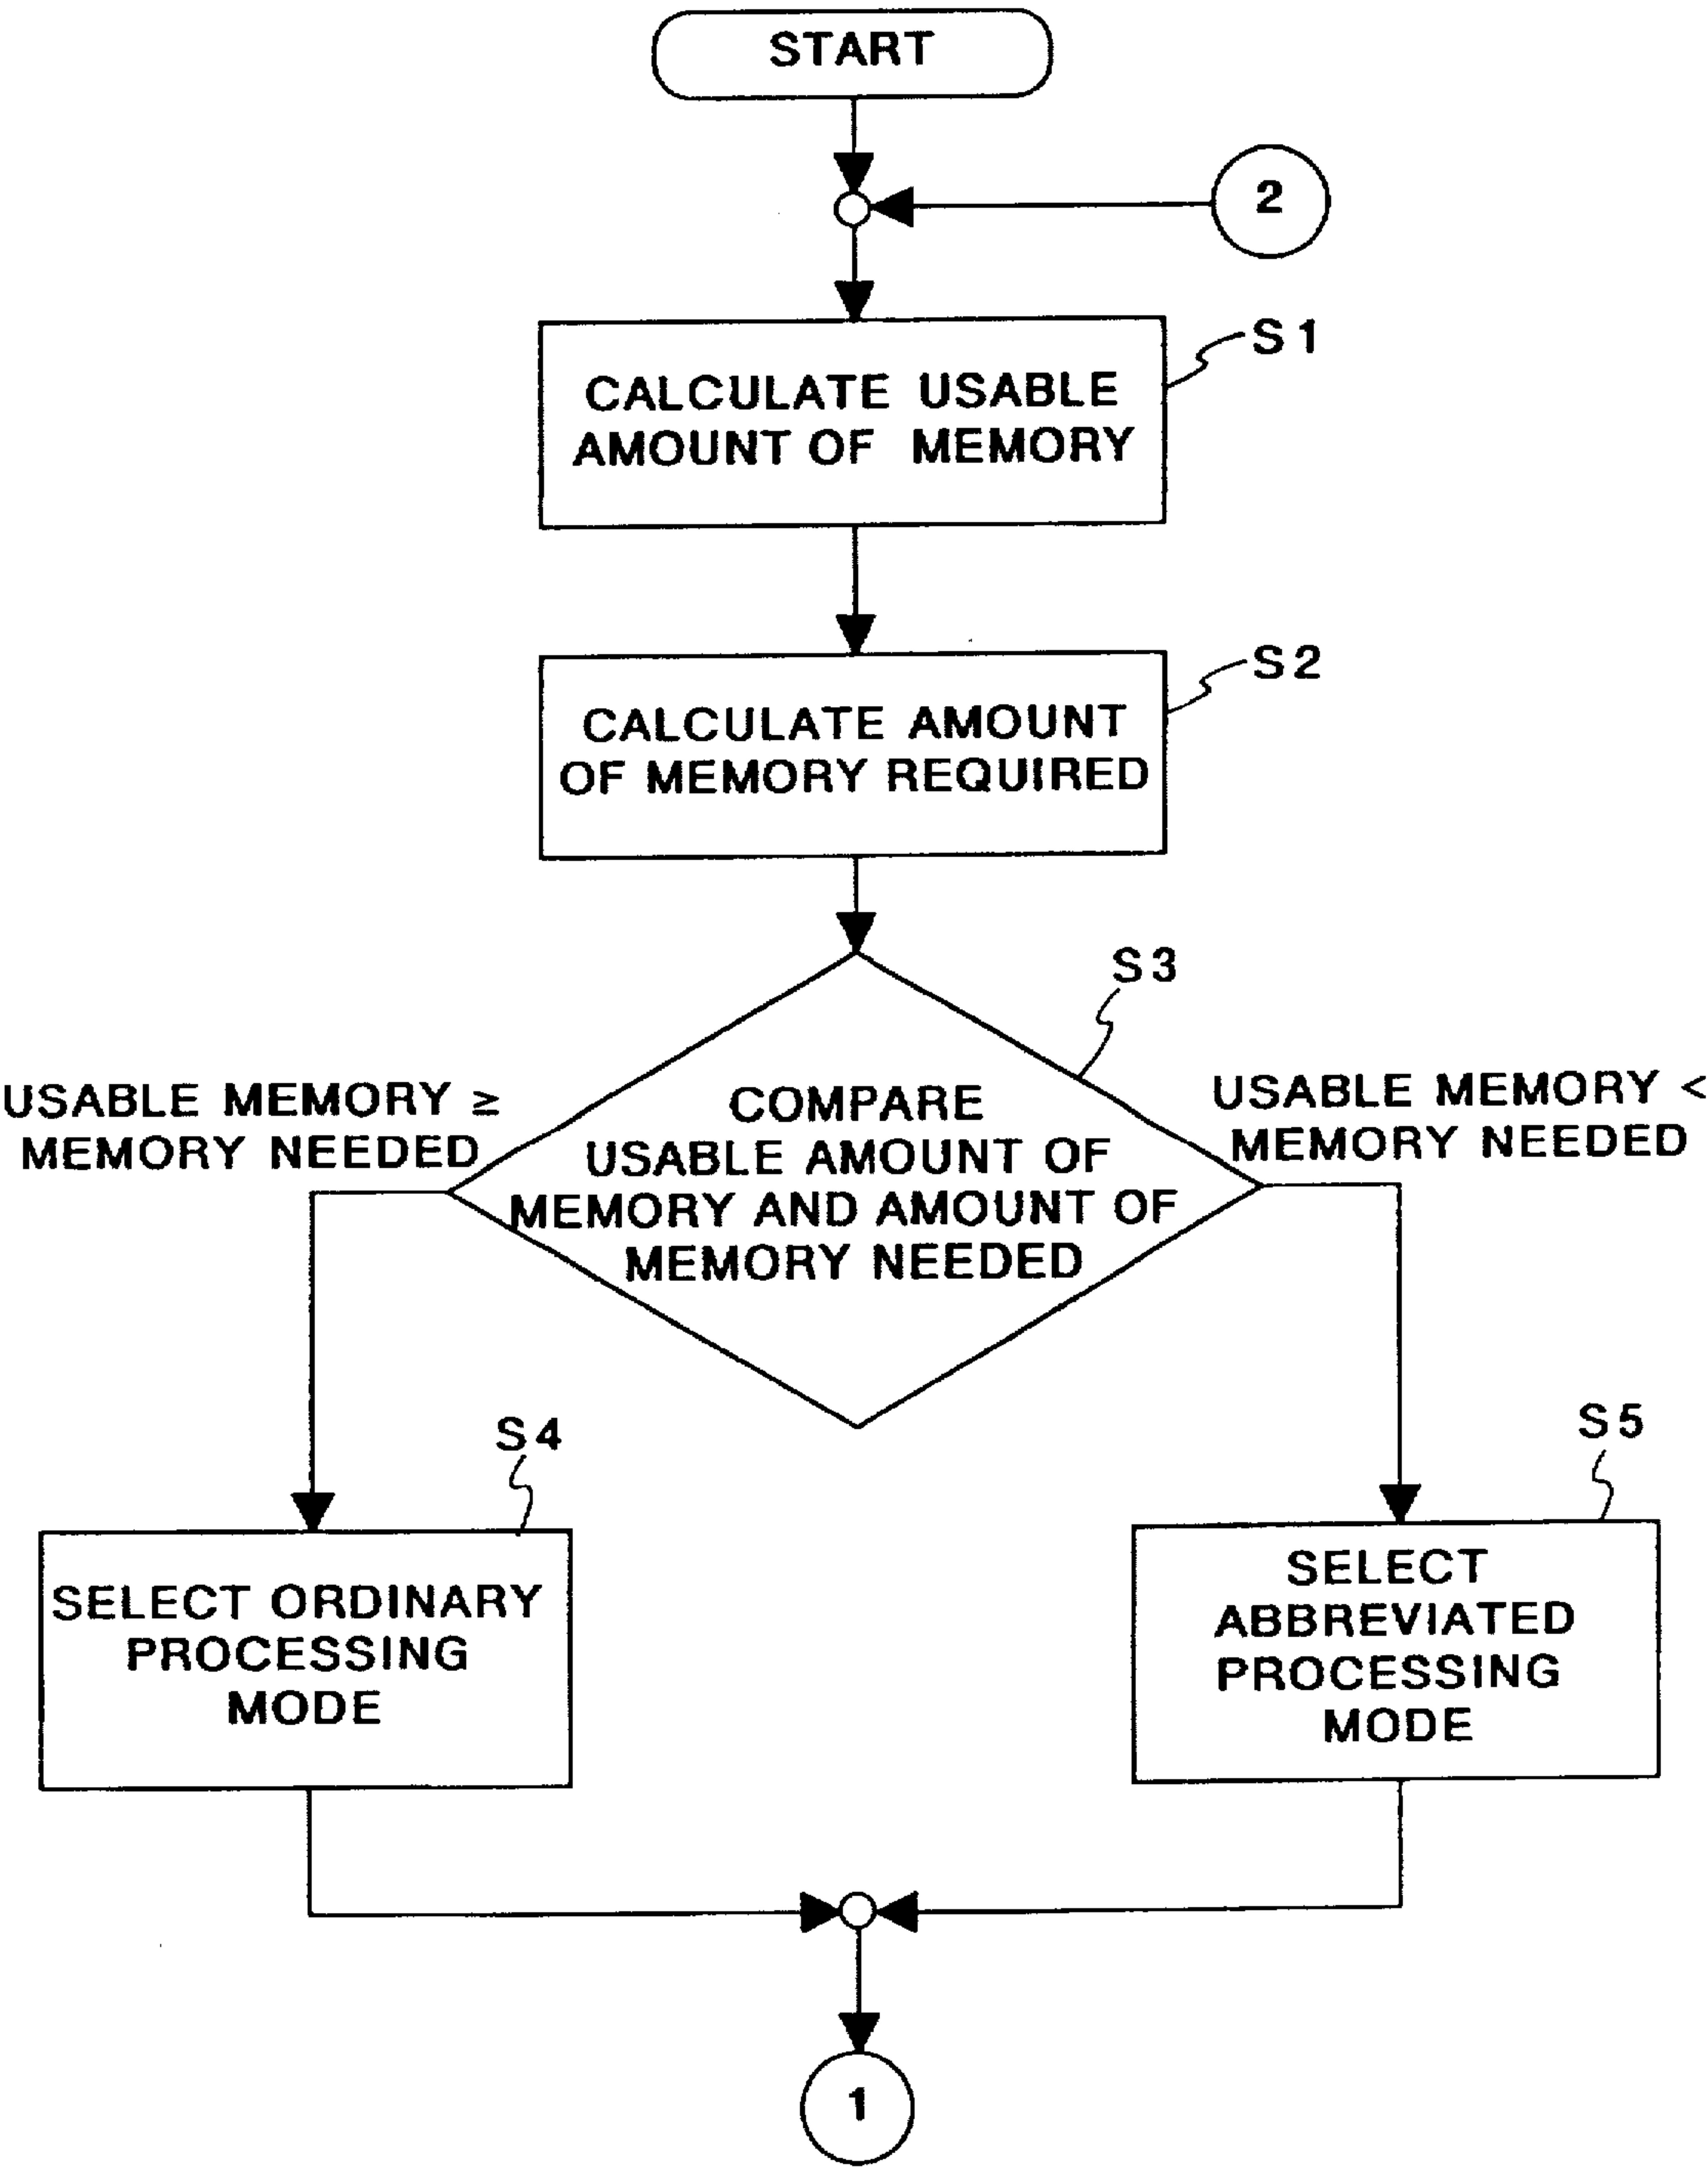 START
2
S1
CALCULATE USABLE
AMOUNT OF MEMORY
S2
CALCULATE AMOUNT
OF MEMORY REQUIRED
S3
USABLE MEMORY ≥
MEMORY NEEDED
COMPARE
USABLE AMOUNT OF
MEMORY AND AMOUNT OF
MEMORY NEEDED
USABLE MEMORY <
MEMORY NEEDED
S4
SELECT ORDINARY
PROCESSING
MODE
S5
SELECT
ABBREVIATED
PROCESSING
MODE
1